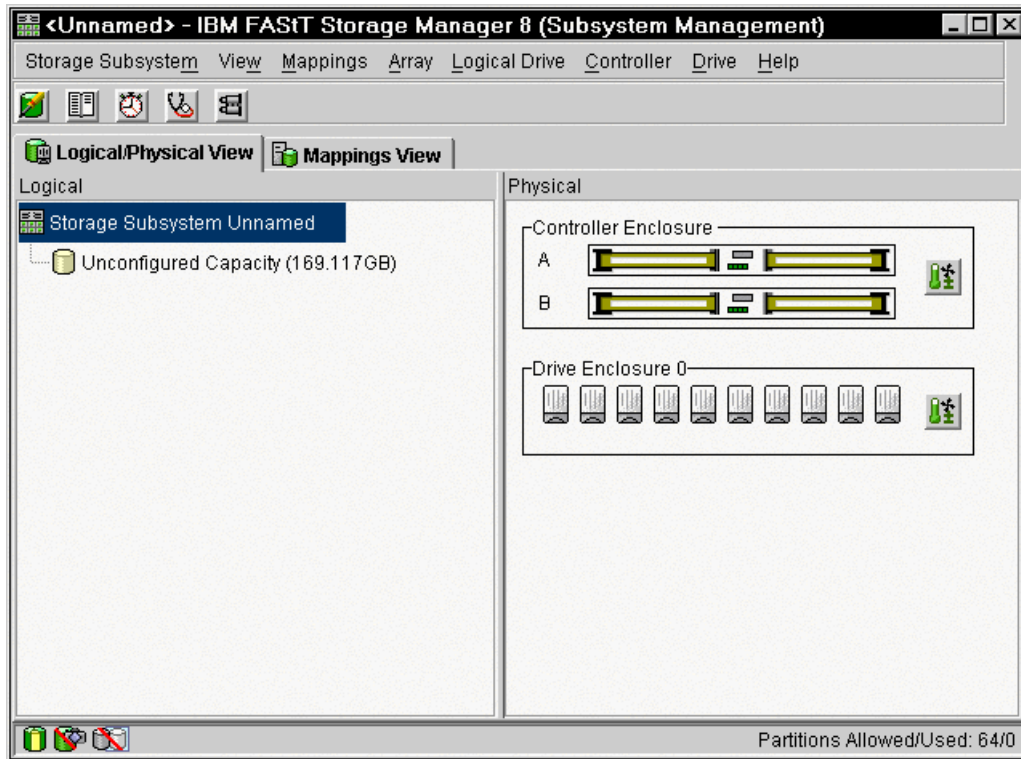 <Unnamed> - IBM FAStT Storage Manager 8 (Subsystem Management)
Storage Subsystem View Mappings Array Logical Drive Controller Drive Help
Logical/Physical View Mappings View
Logical
Storage Subsystem Unnamed
Unconfigured Capacity (169.117GB)
Physical
Controller Enclosure
A
B
Drive Enclosure 0
Partitions Allowed/Used: 64/0